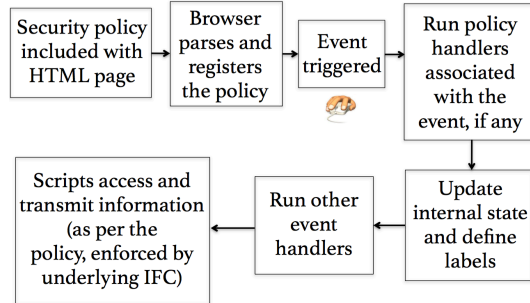 Security policy
included with
HTML page
Browser
parses and
registers
the policy
Event
triggered
Run policy
handlers
associated
with the
event, if any
Update
internal state
and define
labels
Run other
event
handlers
Scripts access and
transmit information
(as per the
policy, enforced by
underlying IFC)